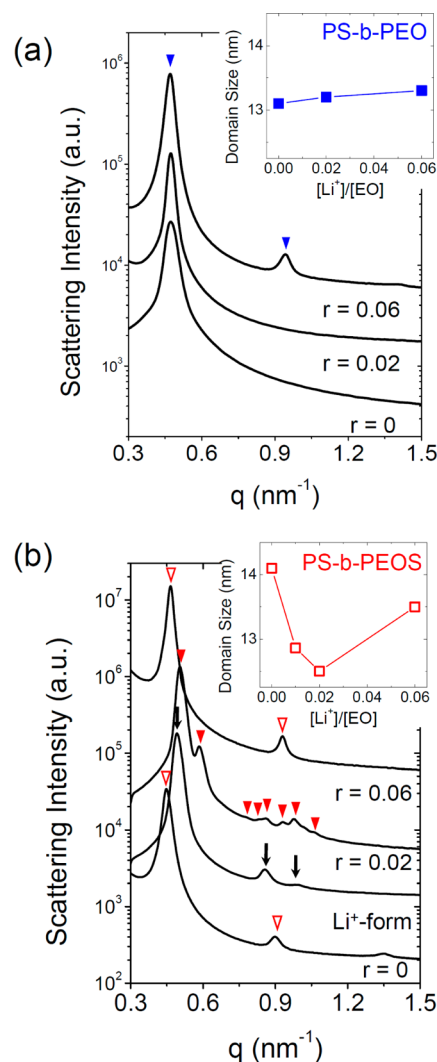 (a)
PS-b-PEO
Domain Size (nm)
14
13
0.00 0.02 0.04 0.06
[Li⁺]/[EO]
Scattering Intensity (a.u.)
10⁶
10⁵
10⁴
10³
r = 0.06
r = 0.02
r = 0
0.3 0.6 0.9 1.2 1.5
q (nm⁻¹)
(b)
PS-b-PEOS
Domain Size (nm)
14
13
0.00 0.02 0.04 0.06
[Li⁺]/[EO]
Scattering Intensity (a.u.)
10⁷
10⁶
10⁵
10⁴
10³
10²
r = 0.06
r = 0.02
Li⁺-form
r = 0
0.3 0.6 0.9 1.2 1.5
q (nm⁻¹)